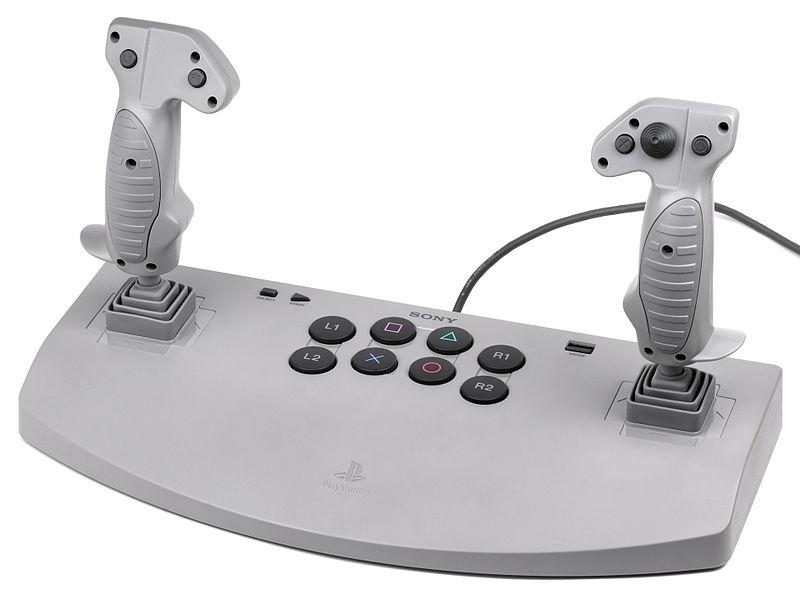 SELECT
START
SONY
MODE
L1
L2
R1
R2
PlayStation